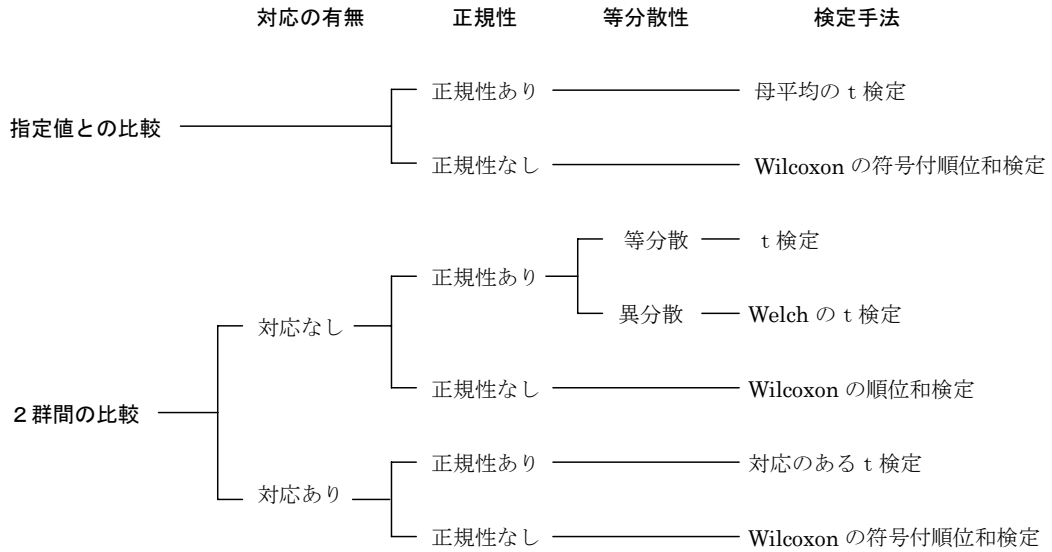 対応の有無 正規性 等分散性 検定手法
正規性あり 母平均の t 検定
指定値との比較
正規性なし Wilcoxon の符号付順位和検定
等分散 t 検定
正規性あり
異分散 Welch の t 検定
対応なし
正規性なし Wilcoxon の順位和検定
2群間の比較
正規性あり 対応のある t 検定
対応あり
正規性なし Wilcoxon の符号付順位和検定